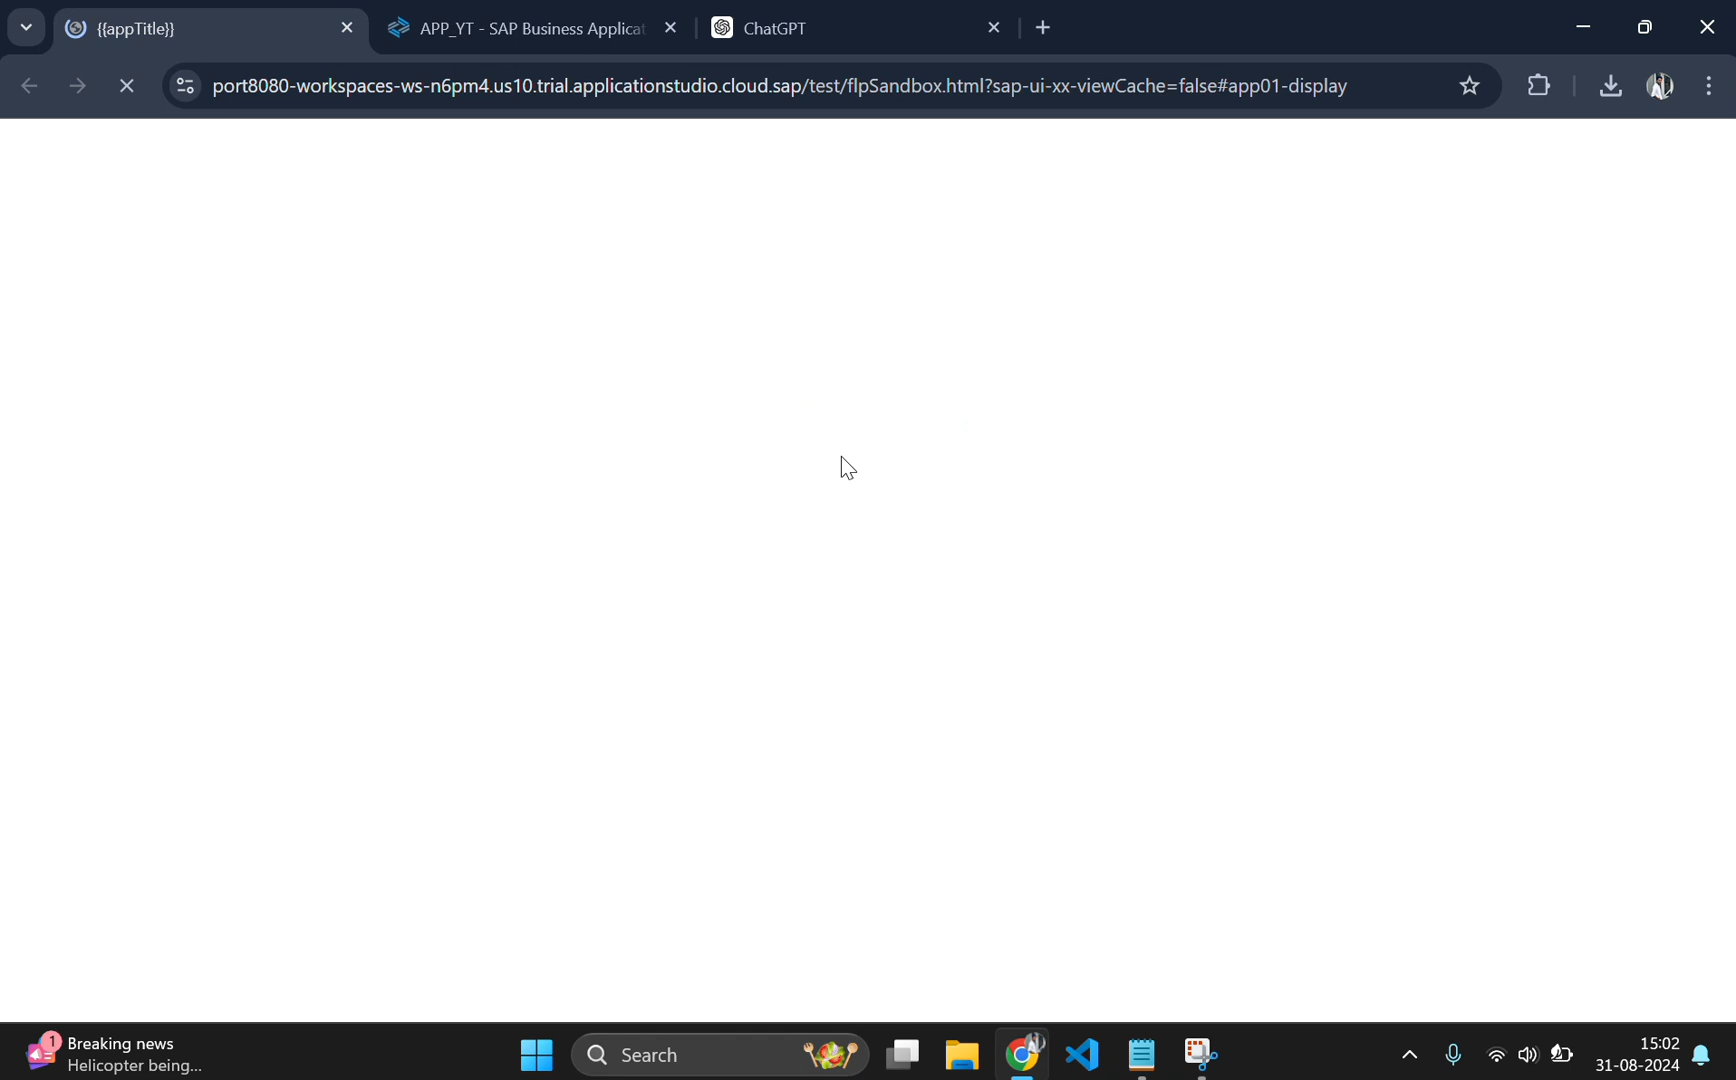 {{appTitle}}
APP_YT - SAP Business Applicat
ChatGPT
port8080-workspaces-ws-n6pm4.us10.trial.applicationstudio.cloud.sap/test/flpSandbox.html?sap-ui-xx-viewCache=false#app01-display
1
Breaking news
Helicopter being...
Search
15:02
31-08-2024